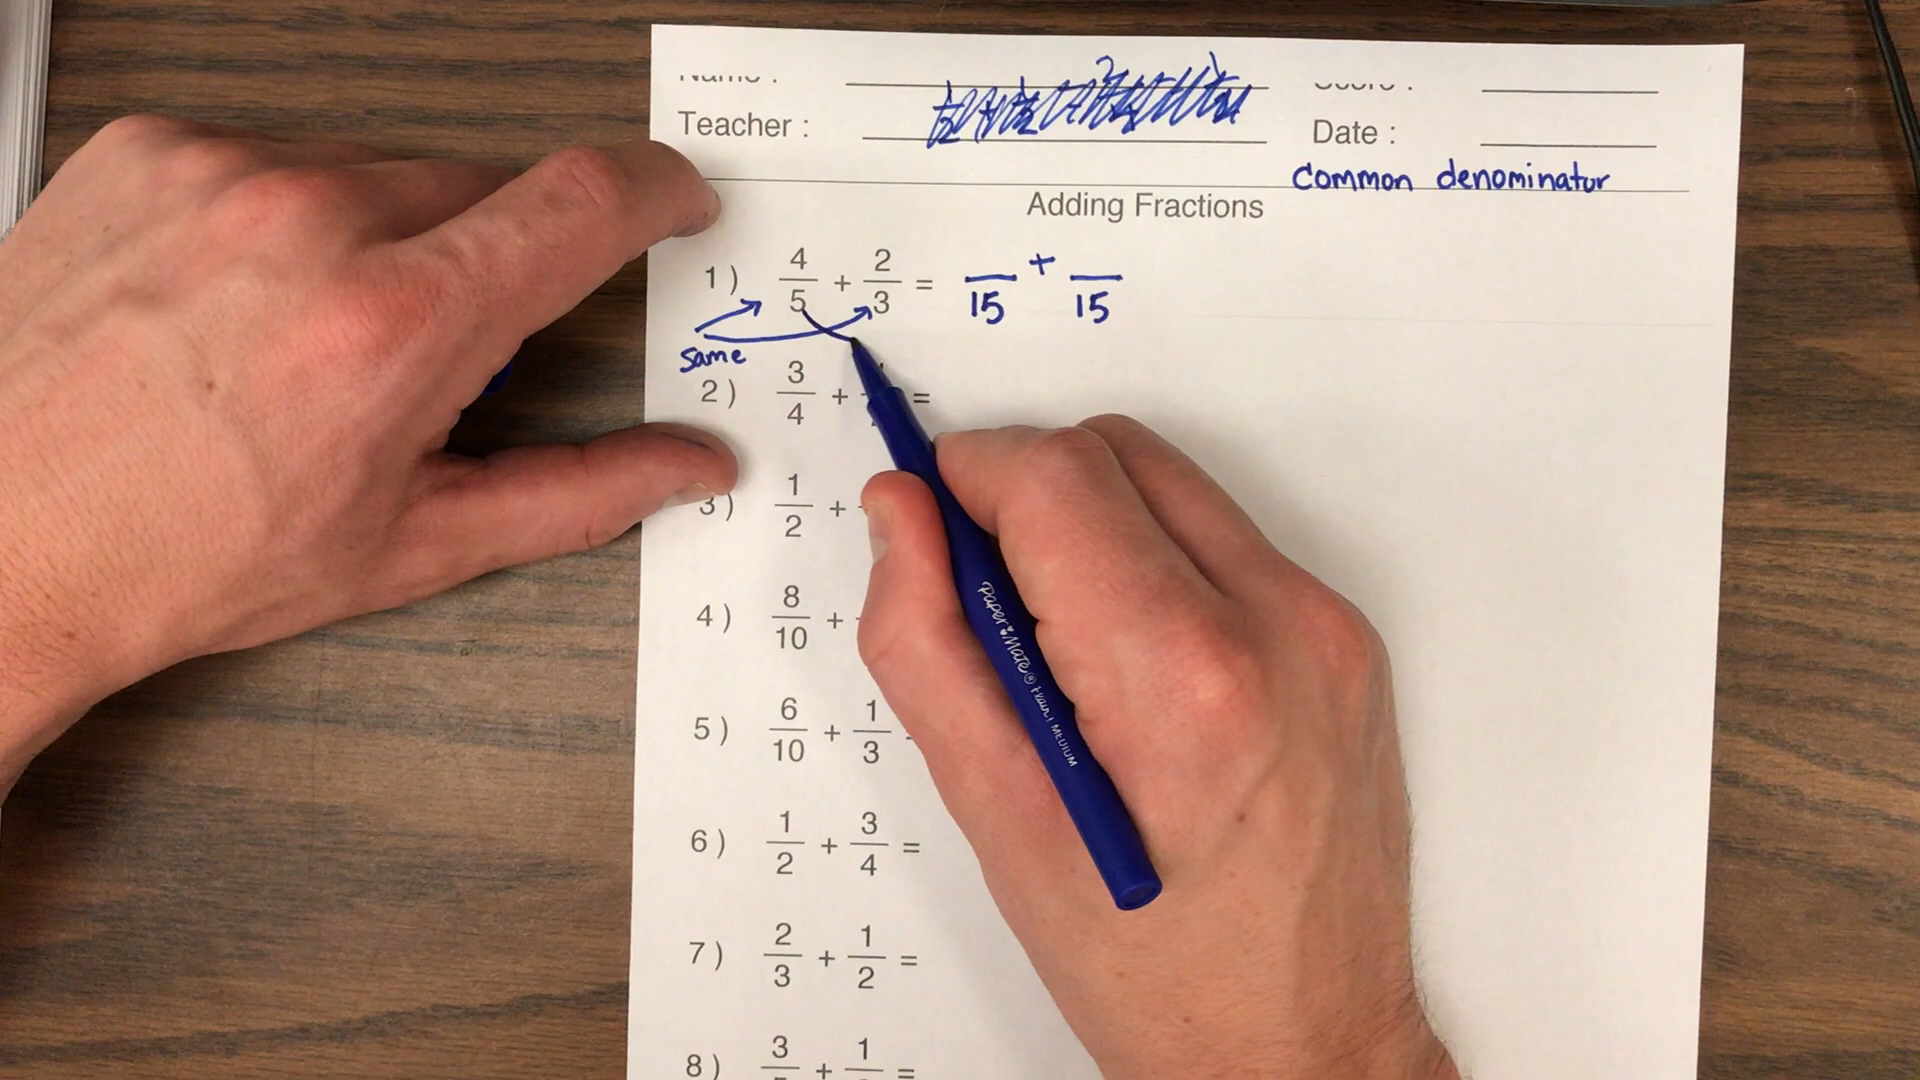 Teacher :
Date :
common denominator
Adding Fractions
1 ) 4/5 + 2/3 = /15 + /15
same
2 ) 3/4 + =
3 ) 1/2 +
4 ) 8/10 +
5 ) 6/10 + 1/3
6 ) 1/2 + 3/4 =
7 ) 2/3 + 1/2 =
8 ) 3 + 1 =
Paper Mate® Flair! MEDIUM